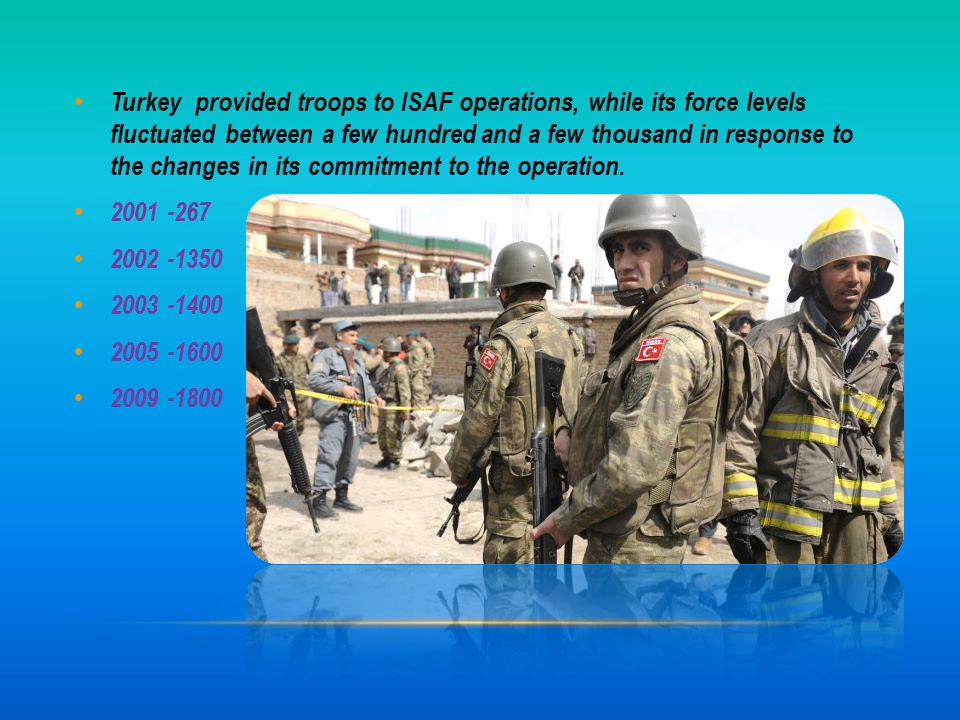 • Turkey provided troops to ISAF operations, while its force levels
fluctuated between a few hundred and a few thousand in response to
the changes in its commitment to the operation.
• 2001 -267
• 2002 -1350
• 2003 -1400
• 2005 -1600
• 2009 -1800